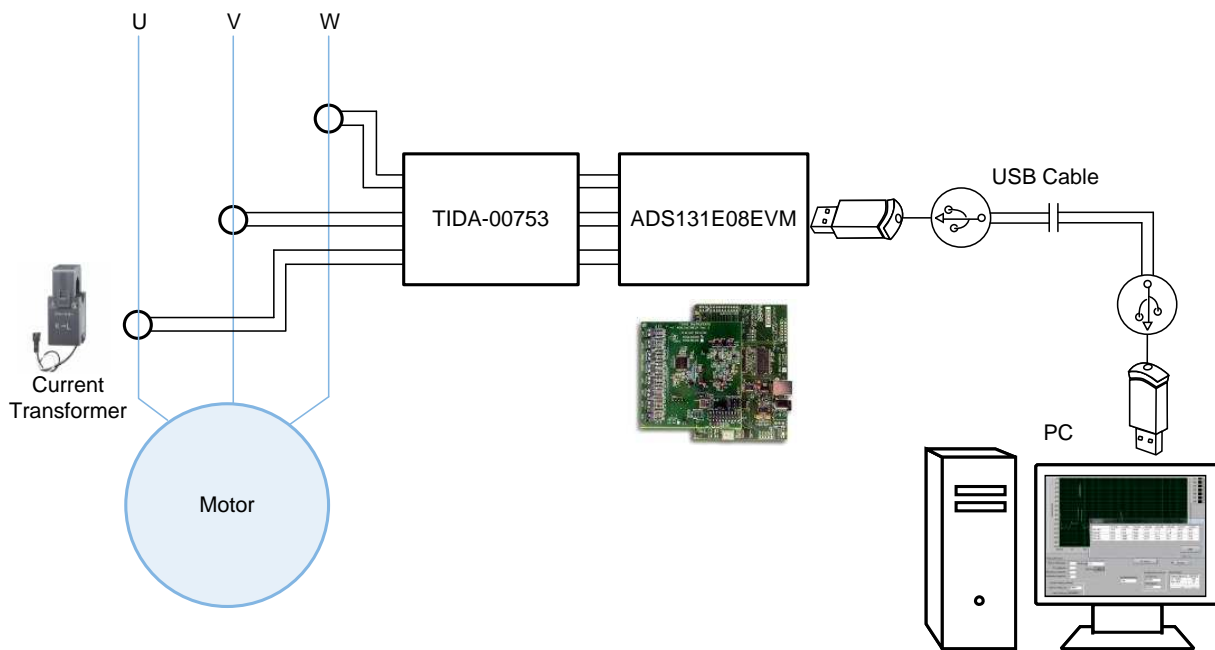 U
V
W
TIDA-00753
ADS131E08EVM
USB Cable
Current
Transformer
Motor
PC